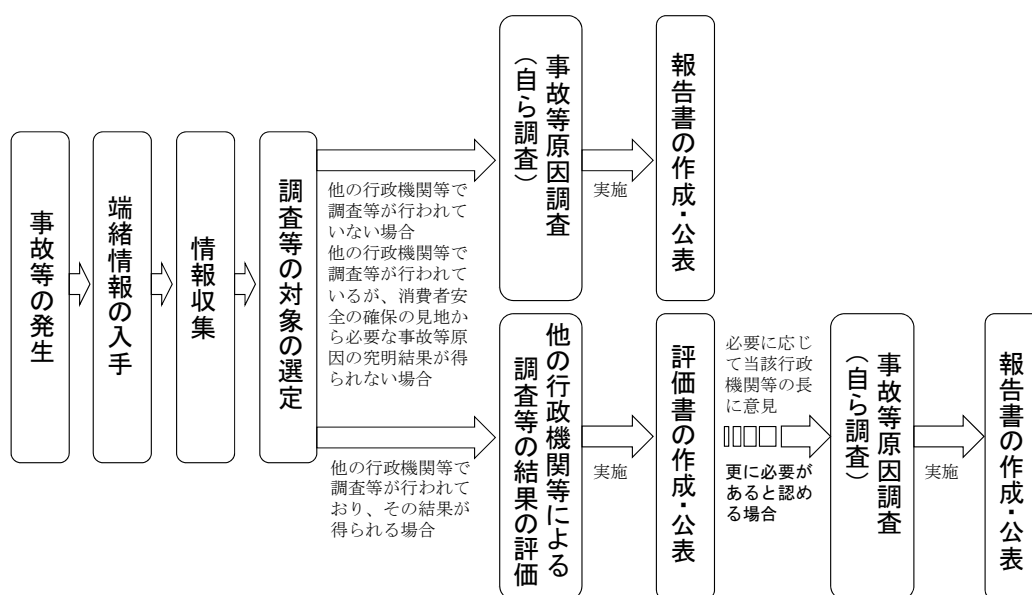 事故等の発生
端緒情報の入手
情報収集
調査等の対象の選定
他の行政機関等で
調査等が行われて
いない場合
他の行政機関等で
調査等が行われて
いるが、消費者安
全の確保の見地か
ら必要な事故等原
因の究明結果が得
られない場合
事故等原因調査
（自ら調査）
実施
報告書の作成・公表
他の行政機関等で
調査等が行われて
おり、その結果が
得られる場合
他の行政機関等による
調査等の結果の評価
実施
評価書の作成・公表
必要に応じ
て当該行政
機関等の長
に意見
更に必要が
あると認め
る場合
事故等原因調査
（自ら調査）
実施
報告書の作成・公表